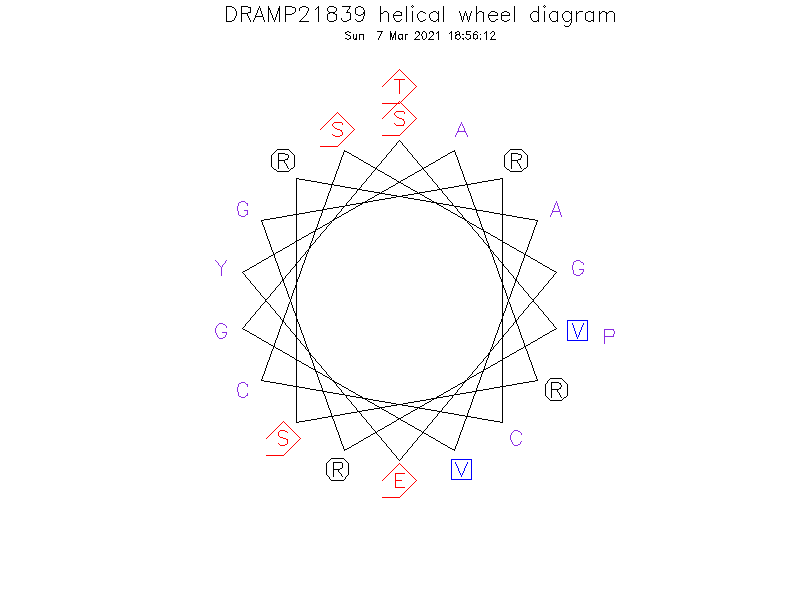 DRAMP21839 helical wheel diagram
Sun 7 Mar 2021 18:56:12
T
S
S A
R R
G A
Y G
G V P
C R
S C
R V
E